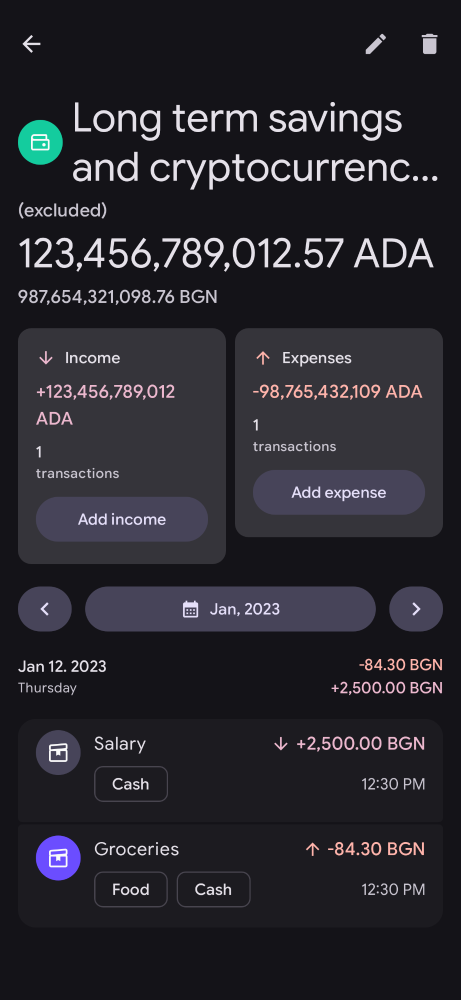 Long term savings
and cryptocurrenc...
(excluded)
123,456,789,012.57 ADA
987,654,321,098.76 BGN
Income
+123,456,789,012
ADA
1
transactions
Add income
Expenses
-98,765,432,109 ADA
1
transactions
Add expense
Jan, 2023
Jan 12. 2023
-84.30 BGN
Thursday
+2,500.00 BGN
Salary
+2,500.00 BGN
Cash
12:30 PM
Groceries
-84.30 BGN
Food
Cash
12:30 PM